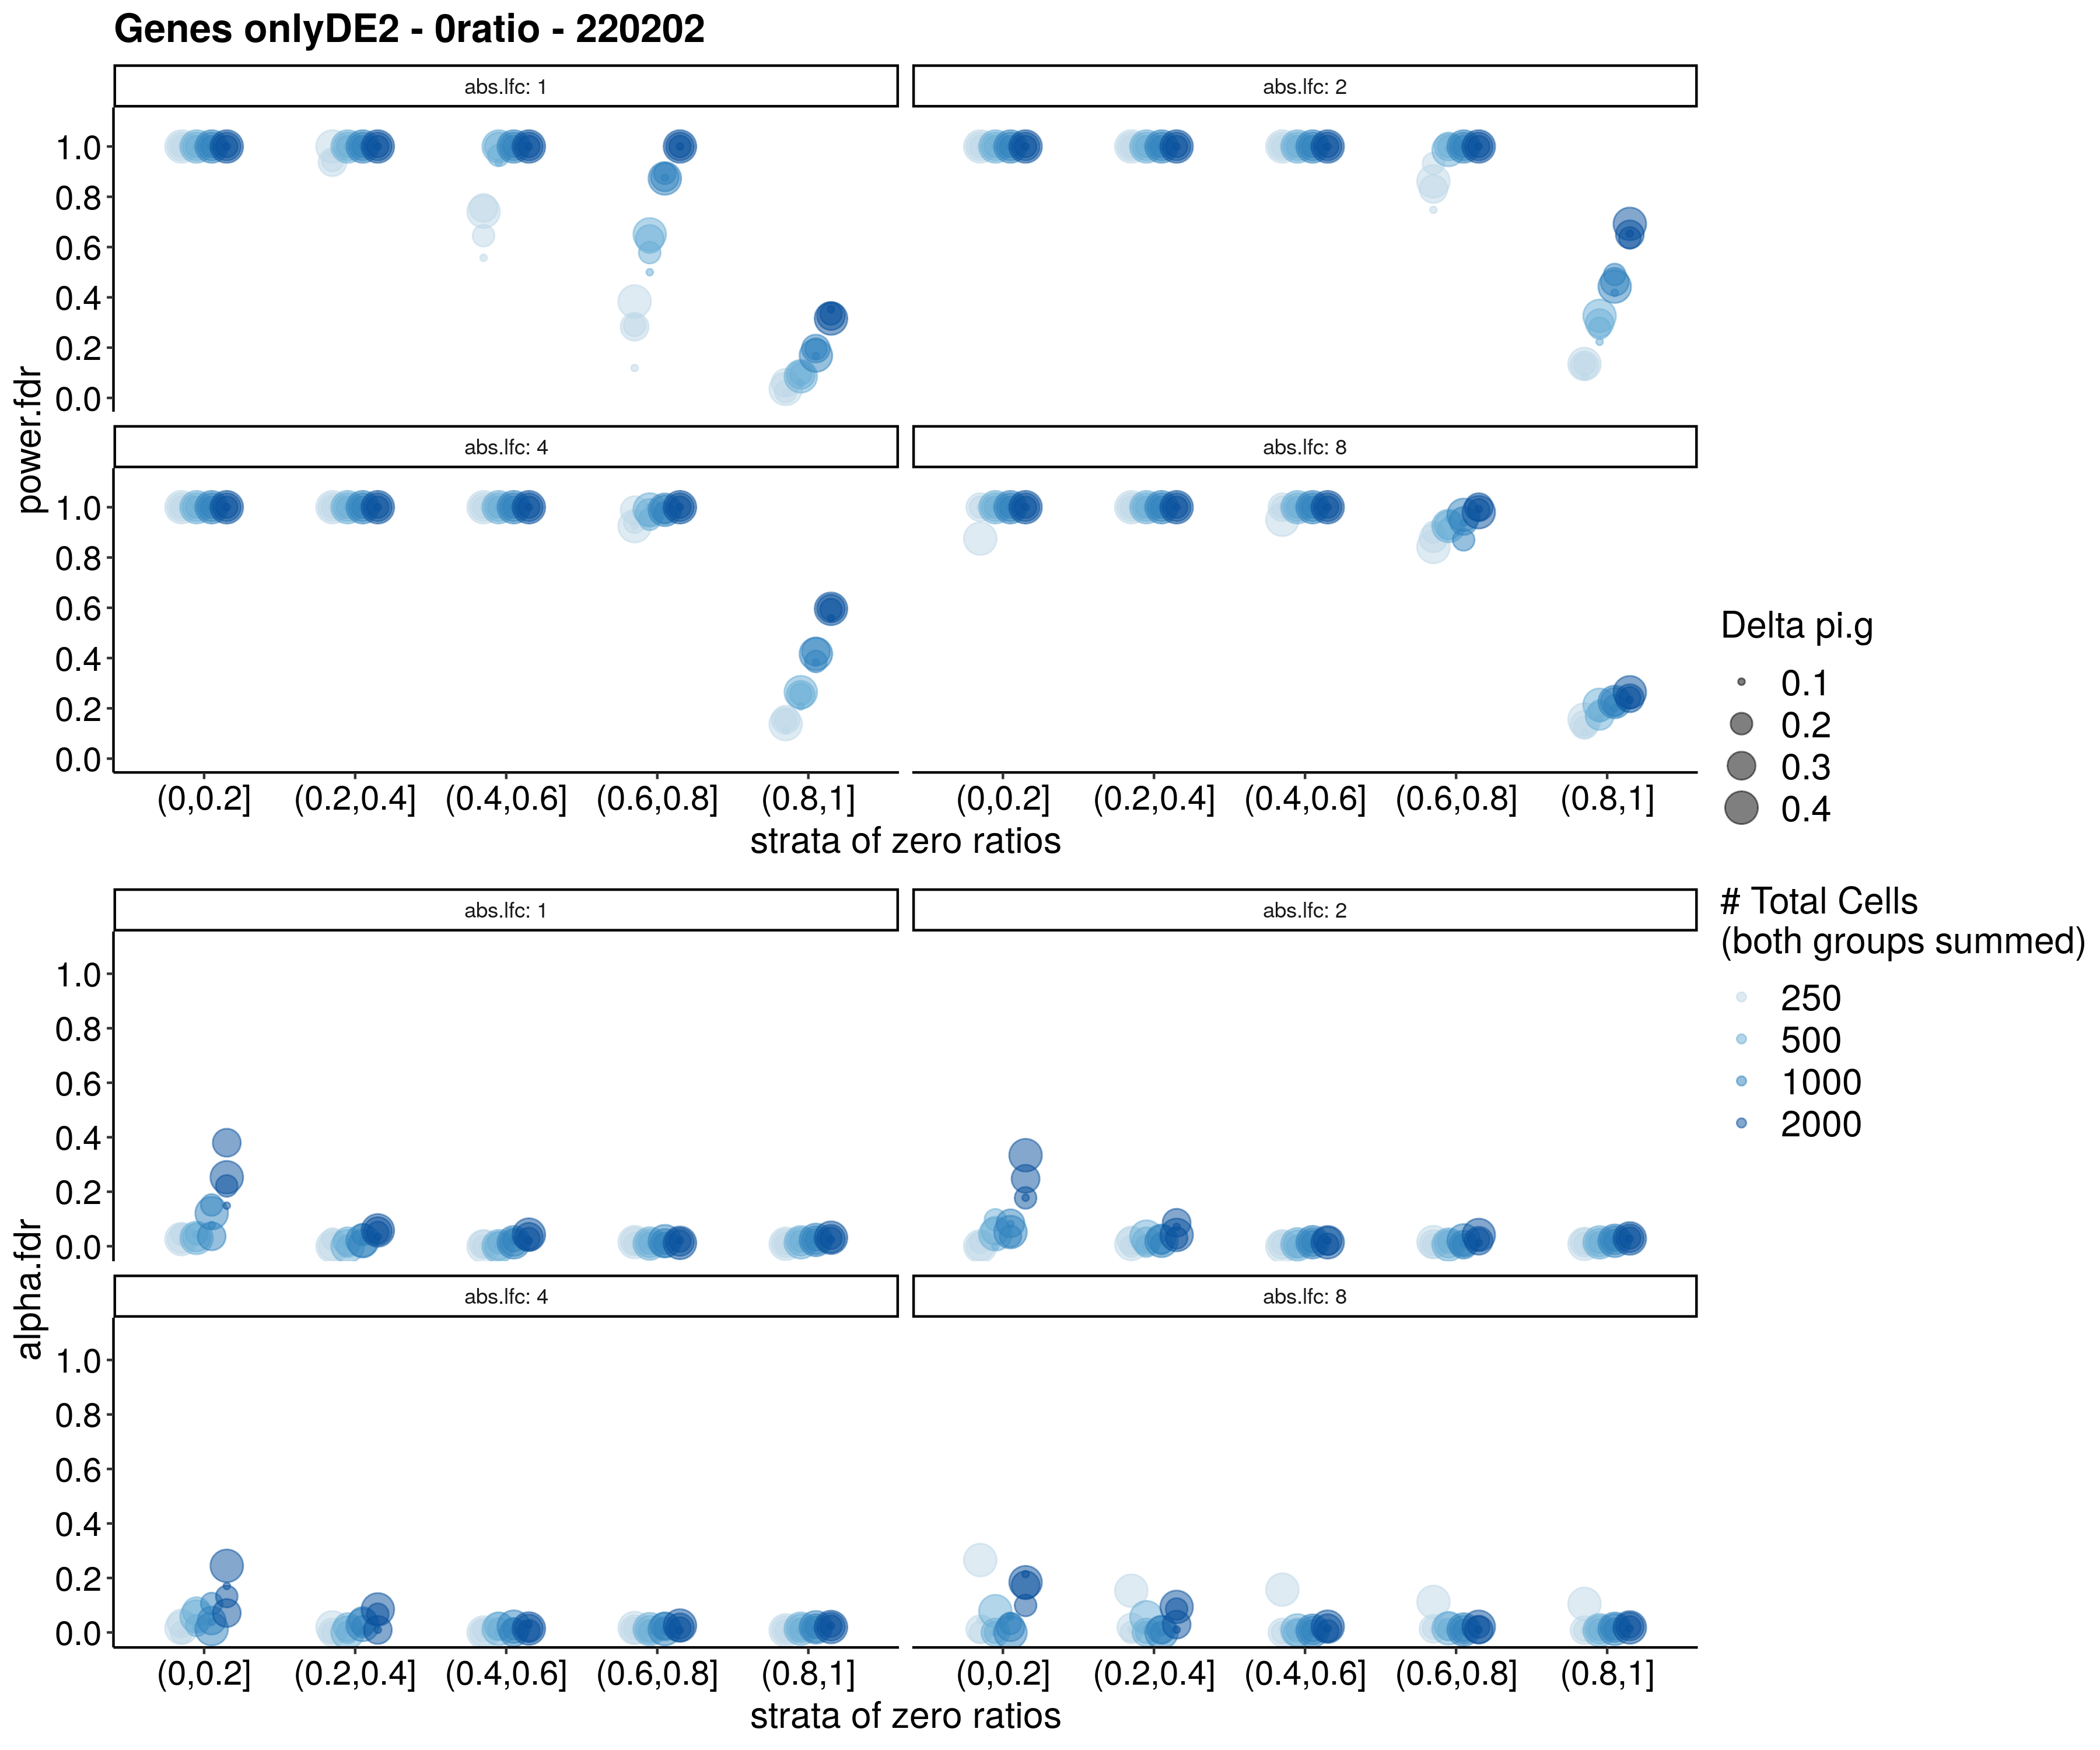 Genes onlyDE2 - 0ratio - 220202
abs.lfc: 1
abs.lfc: 2
1.0
0.8
0.6
0.4
0.2
0.0
abs.lfc: 4
abs.lfc: 8
1.0
0.8
0.6
0.4
0.2
0.0
power.fdr
(0,0.2] (0.2,0.4] (0.4,0.6] (0.6,0.8] (0.8,1]
(0,0.2] (0.2,0.4] (0.4,0.6] (0.6,0.8] (0.8,1]
strata of zero ratios
abs.lfc: 1
abs.lfc: 2
1.0
0.8
0.6
0.4
0.2
0.0
abs.lfc: 4
abs.lfc: 8
1.0
0.8
0.6
0.4
0.2
0.0
alpha.fdr
(0,0.2] (0.2,0.4] (0.4,0.6] (0.6,0.8] (0.8,1]
(0,0.2] (0.2,0.4] (0.4,0.6] (0.6,0.8] (0.8,1]
strata of zero ratios
Delta pi.g
0.1
0.2
0.3
0.4
# Total Cells
(both groups summed)
250
500
1000
2000